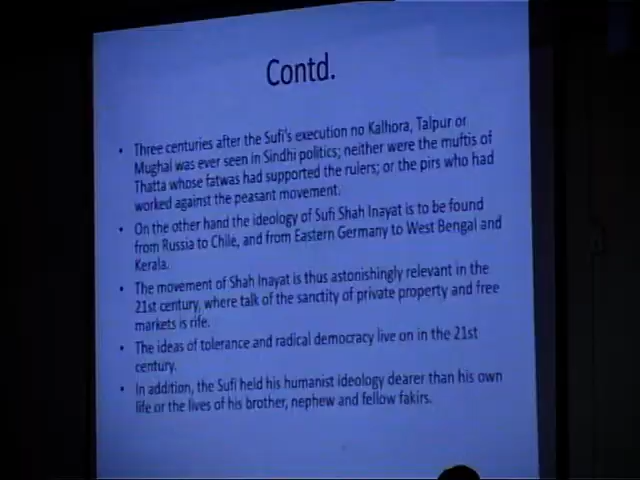 Contd.
• Three centuries after the Sufi's execution no Kalhora, Talpur or
Mughal was ever seen in Sindhi politics; neither were the muftis of
Thatta whose fatwas had supported the rulers; or the pirs who had
worked against the peasant movement.
• On the other hand the ideology of Sufi Shah Inayat is to be found
from Russia to Chile, and from Eastern Germany to West Bengal and
Kerala.
• The movement of Shah Inayat is thus astonishingly relevant in the
21st century, where talk of the sanctity of private property and free
markets is rife.
• The ideas of tolerance and radical democracy live on in the 21st
century.
• In addition, the Sufi held his humanist ideology dearer than his own
life or the lives of his brother, nephew and fellow fakirs.